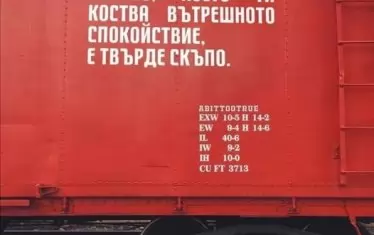 КОСТВА ВЪТРЕШНОТО
СПОКОЙСТВИЕ,
Е ТВЪРДЕ СКЪПО.
ABITTOOTRUE
EXW 10-5 H 14-2
EW 9-4 H 14-6
IL 40-6
IW 9-2
IH 10-0
CU FT 3713